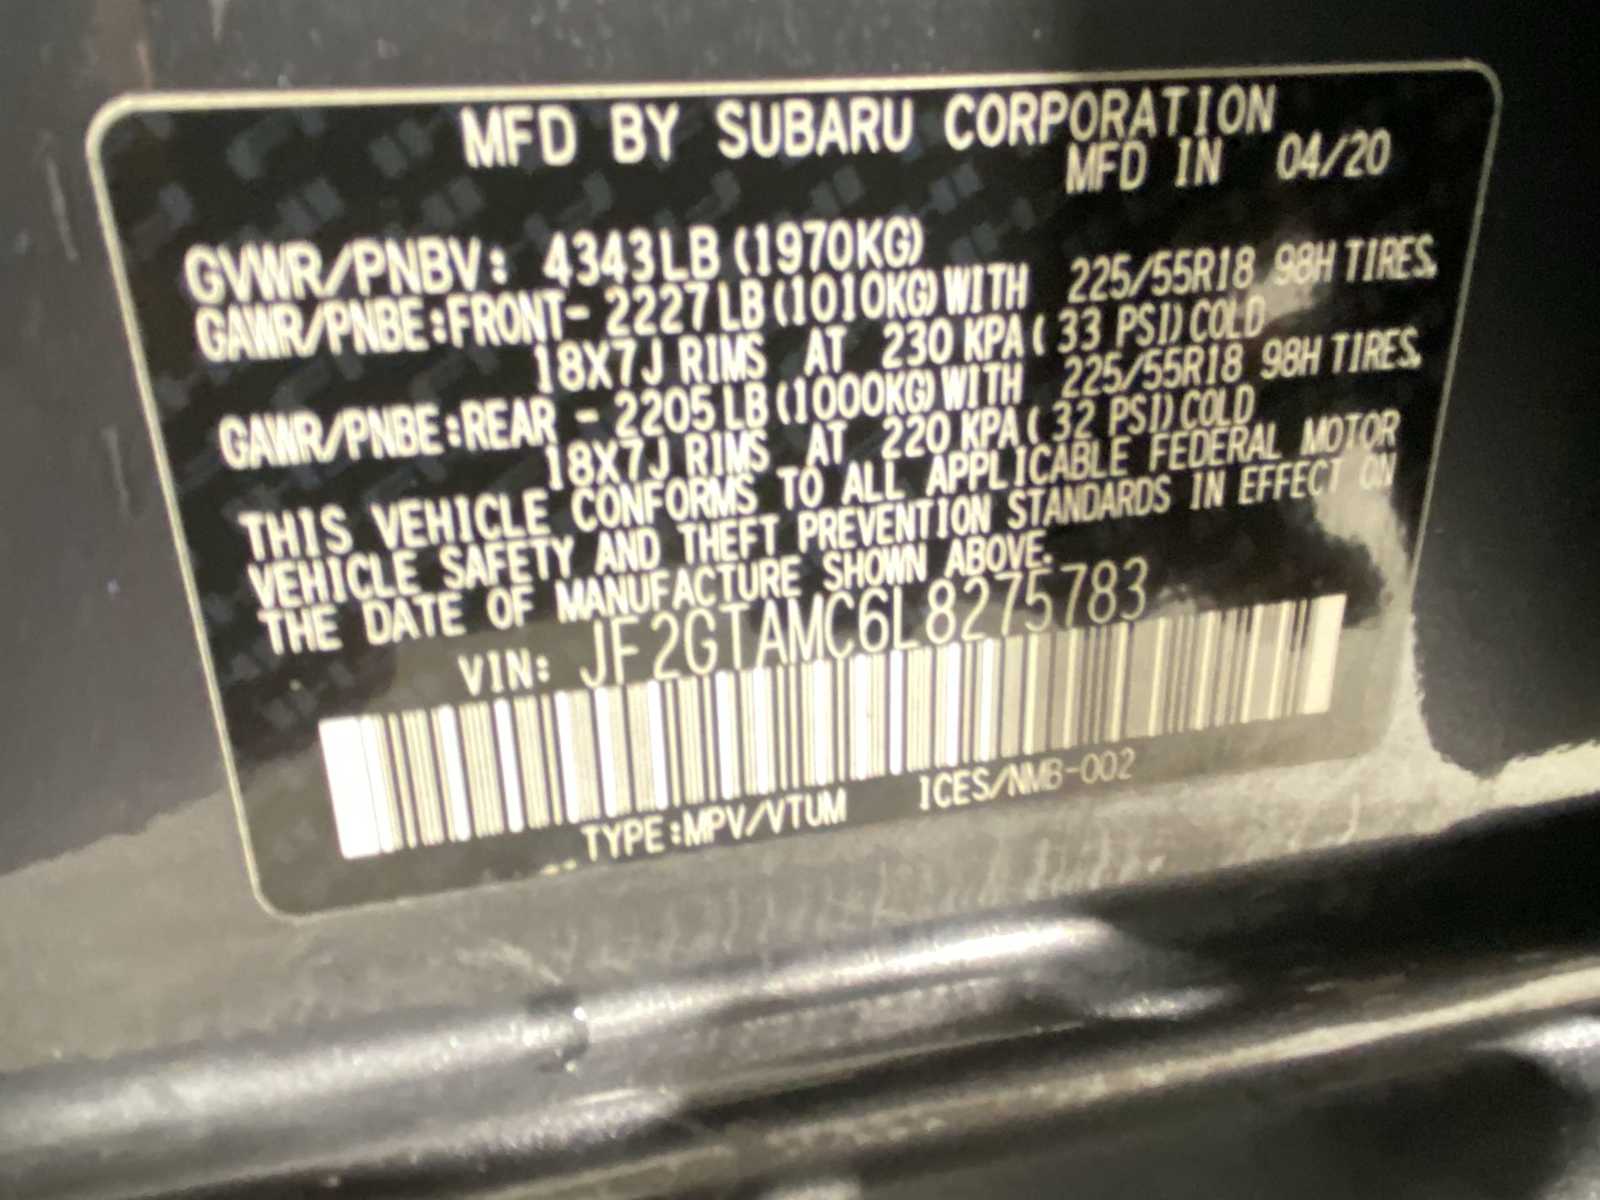 MFD BY SUBARU CORPORATION
MFD IN 04/20
GVWR/PNBV: 4343LB (1970KG)
GAWR/PNBE:FRONT- 2227LB (1010KG) WITH 225/55R18 98H TIRES,
18X7J RIMS AT 230 KPA( 33 PSI) COLD
GAWR/PNBE:REAR - 2205LB (1000KG) WITH 225/55R18 98H TIRES,
18X7J RIMS AT 220 KPA( 32 PSI) COLD
THIS VEHICLE CONFORMS TO ALL APPLICABLE FEDERAL MOTOR
VEHICLE SAFETY AND THEFT PREVENTION STANDARDS IN EFFECT ON
THE DATE OF MANUFACTURE SHOWN ABOVE.
VIN: JF2GTAMC6L8275783
TYPE:MPV/VTUM ICES/NMB-002